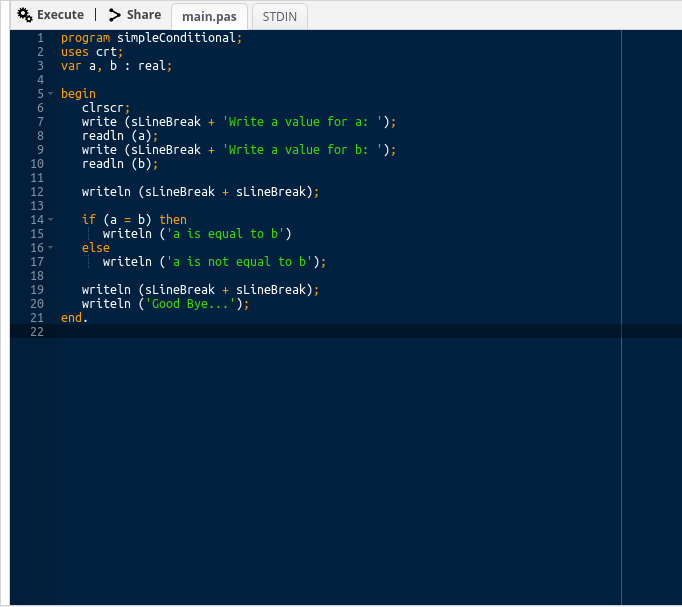 Execute | Share main.pas STDIN
1 program simpleConditional;
2 uses crt;
3 var a, b : real;
4
5 begin
6 clrscr;
7 write (sLineBreak + 'Write a value for a: ');
8 readln (a);
9 write (sLineBreak + 'Write a value for b: ');
10 readln (b);
11
12 writeln (sLineBreak + sLineBreak);
13
14 if (a = b) then
15 writeln ('a is equal to b')
16 else
17 writeln ('a is not equal to b');
18
19 writeln (sLineBreak + sLineBreak);
20 writeln ('Good Bye...');
21 end.
22